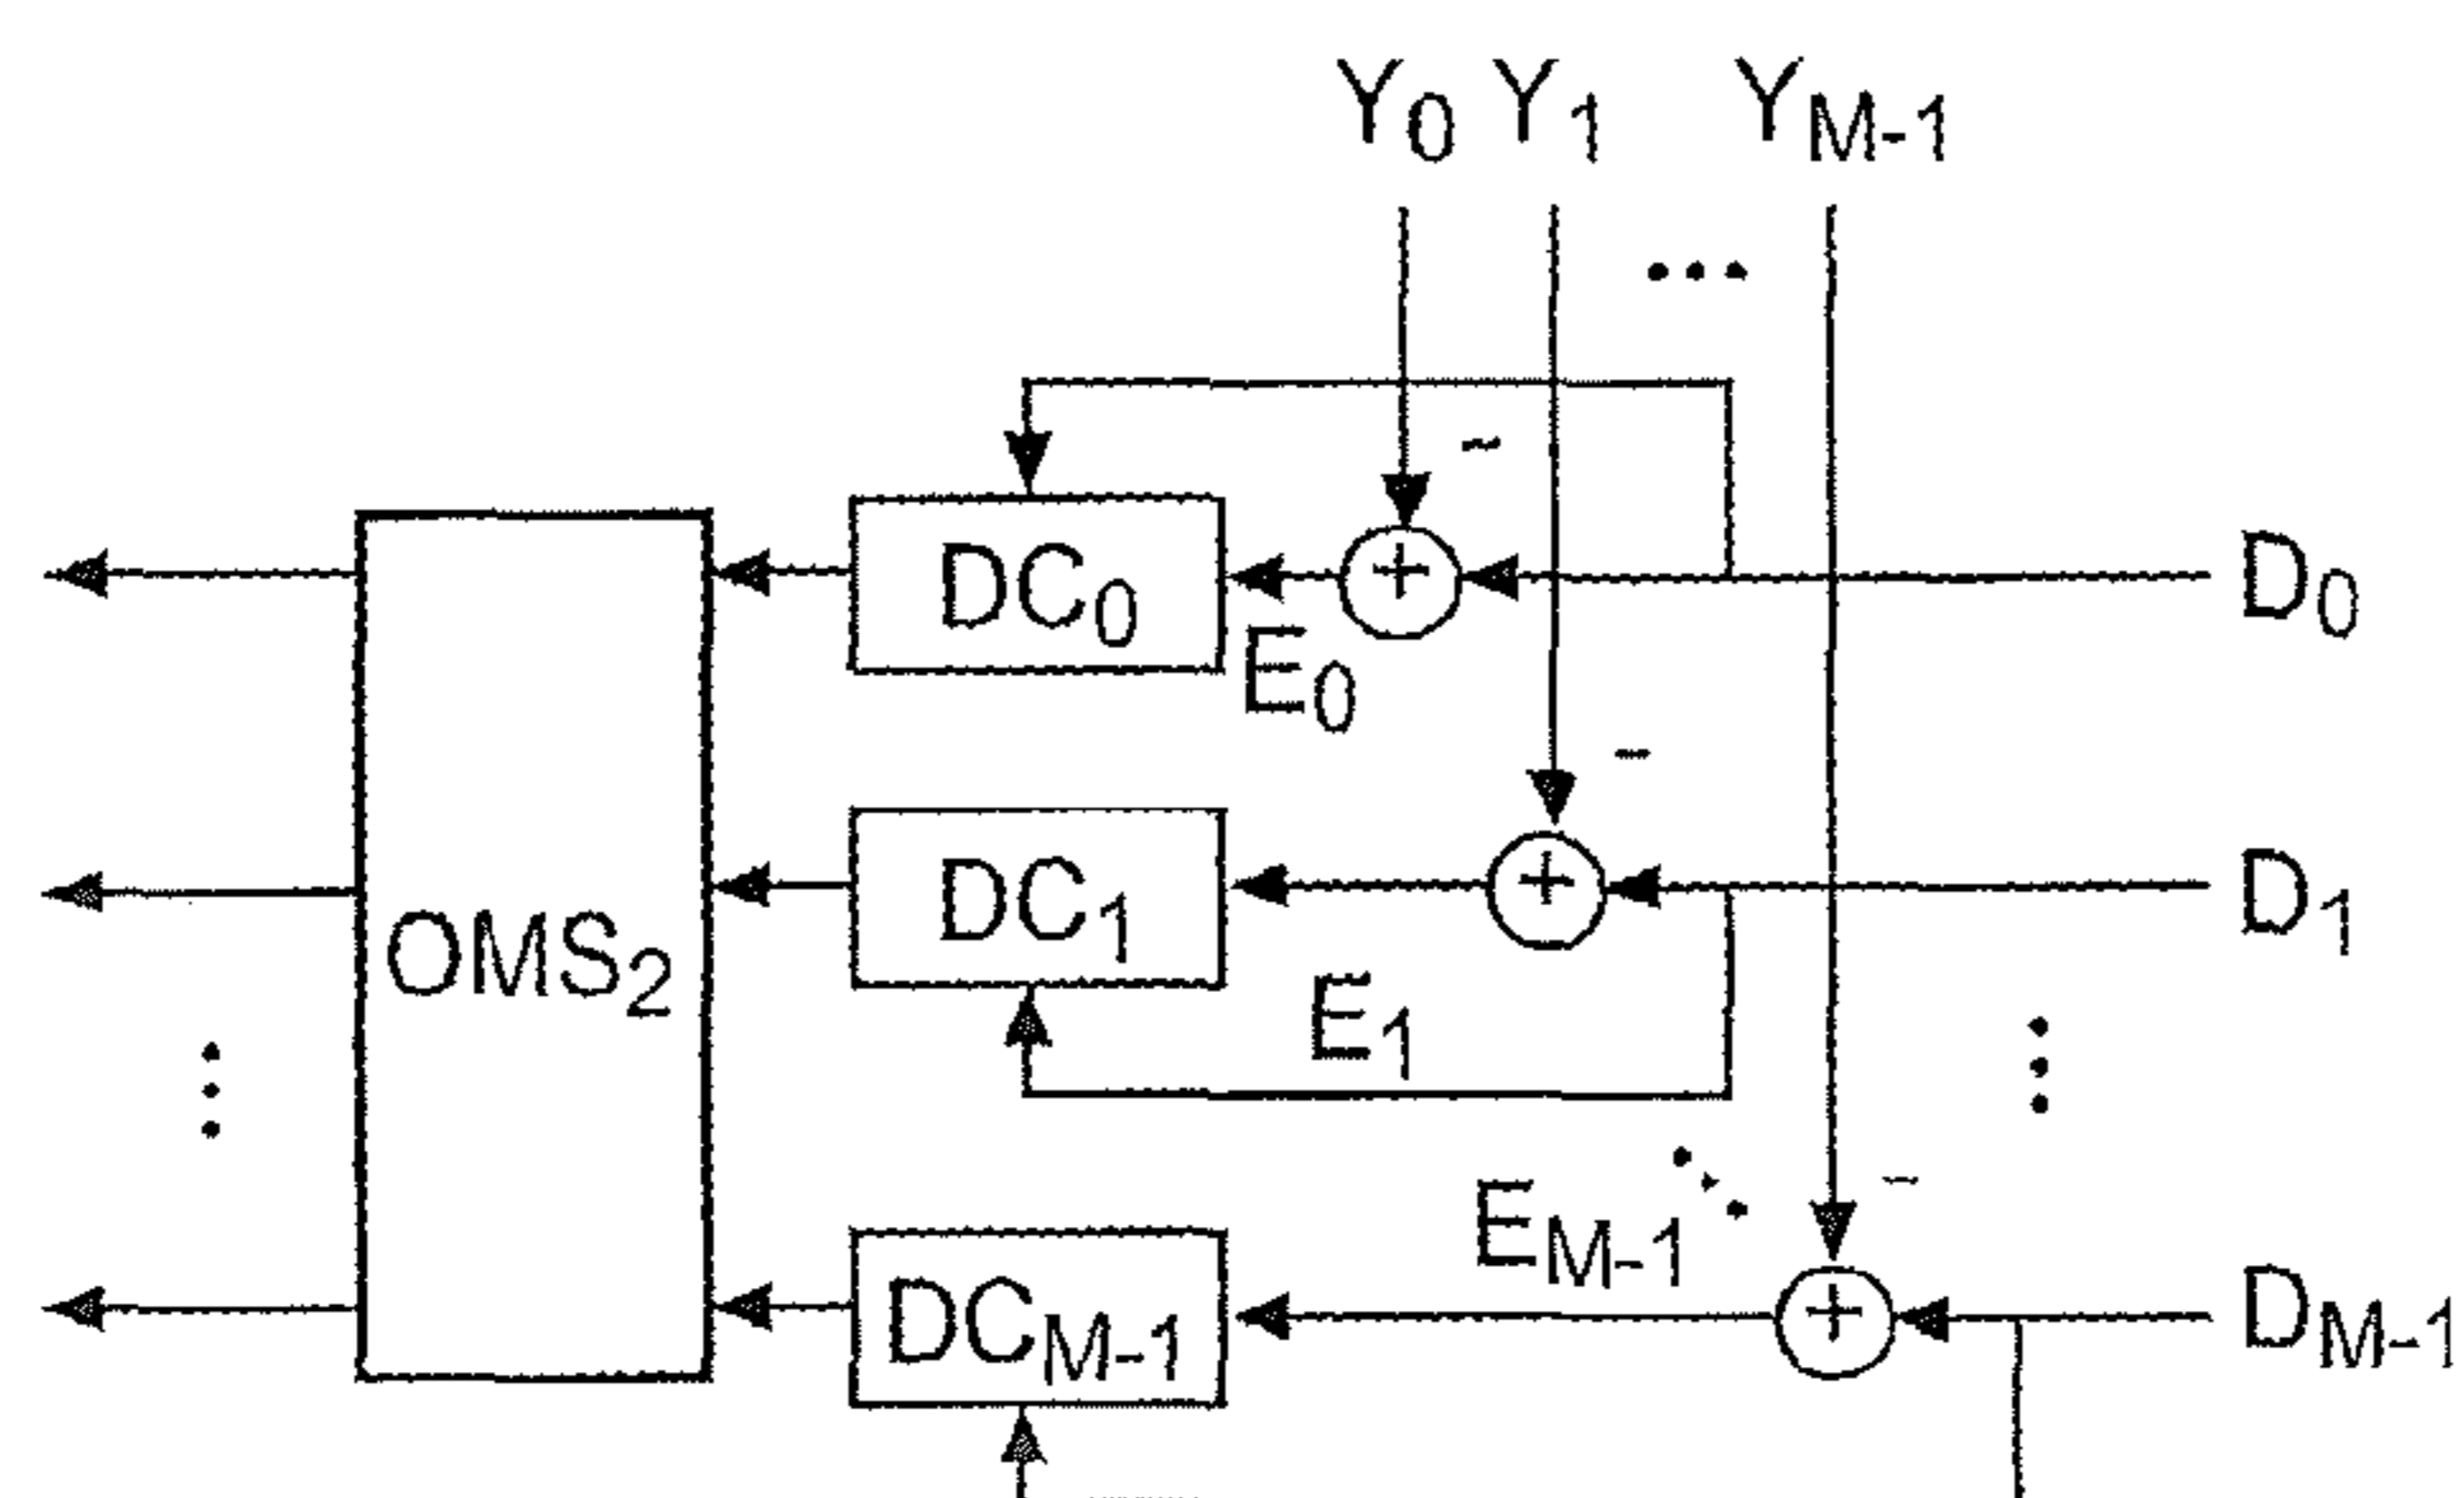 Y0 Y1 YM-1
...
-
DC0 + D0
E0
-
DC1 + D1
OMS2
E1
-
EM-1
DCM-1 + DM-1